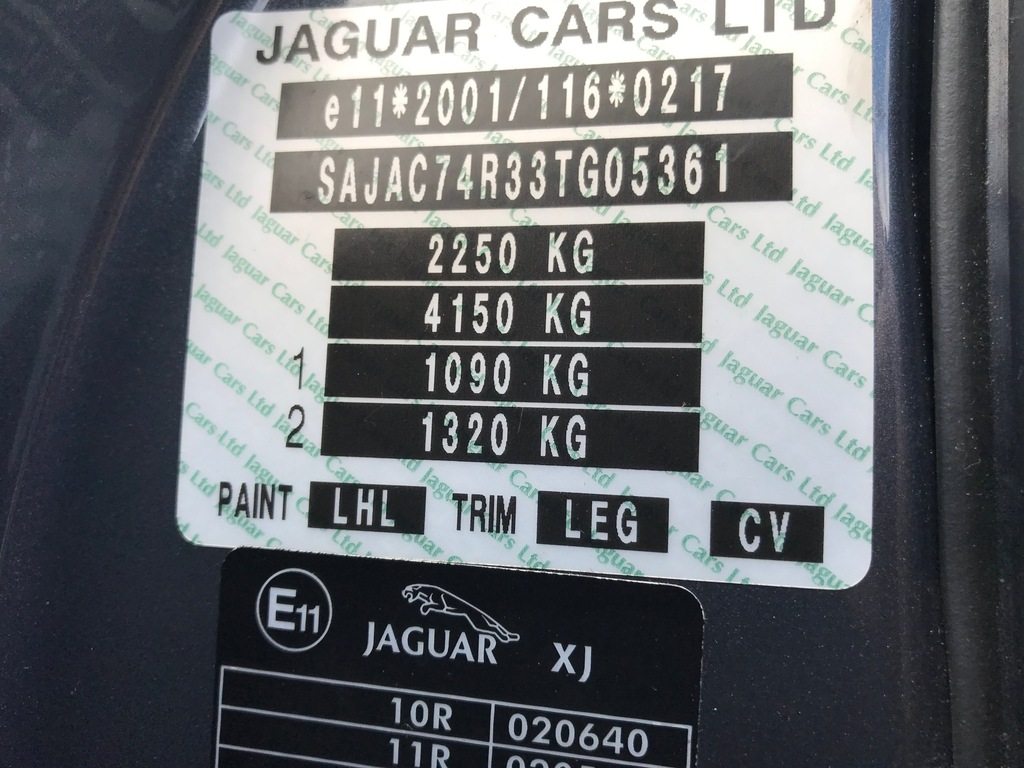 JAGUAR CARS LTD
e11*2001/116*0217
SAJAC74R33TG05361
2250 KG
4150 KG
1 1090 KG
2 1320 KG
PAINT LHL TRIM LEG CV
E11 JAGUAR XJ
10R 020640
11R